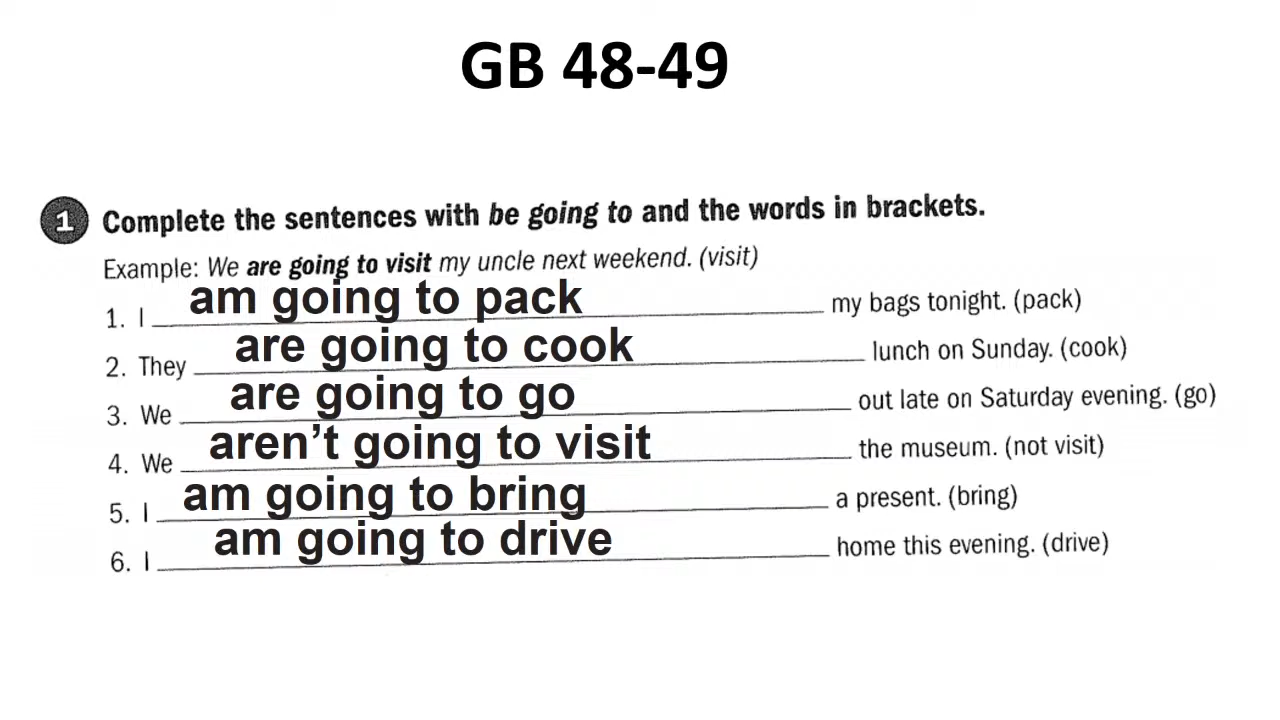 GB 48-49
1 Complete the sentences with be going to and the words in brackets.
Example: We are going to visit my uncle next weekend. (visit)
1. I am going to pack my bags tonight. (pack)
2. They are going to cook lunch on Sunday. (cook)
3. We are going to go out late on Saturday evening. (go)
4. We aren’t going to visit the museum. (not visit)
5. I am going to bring a present. (bring)
6. I am going to drive home this evening. (drive)